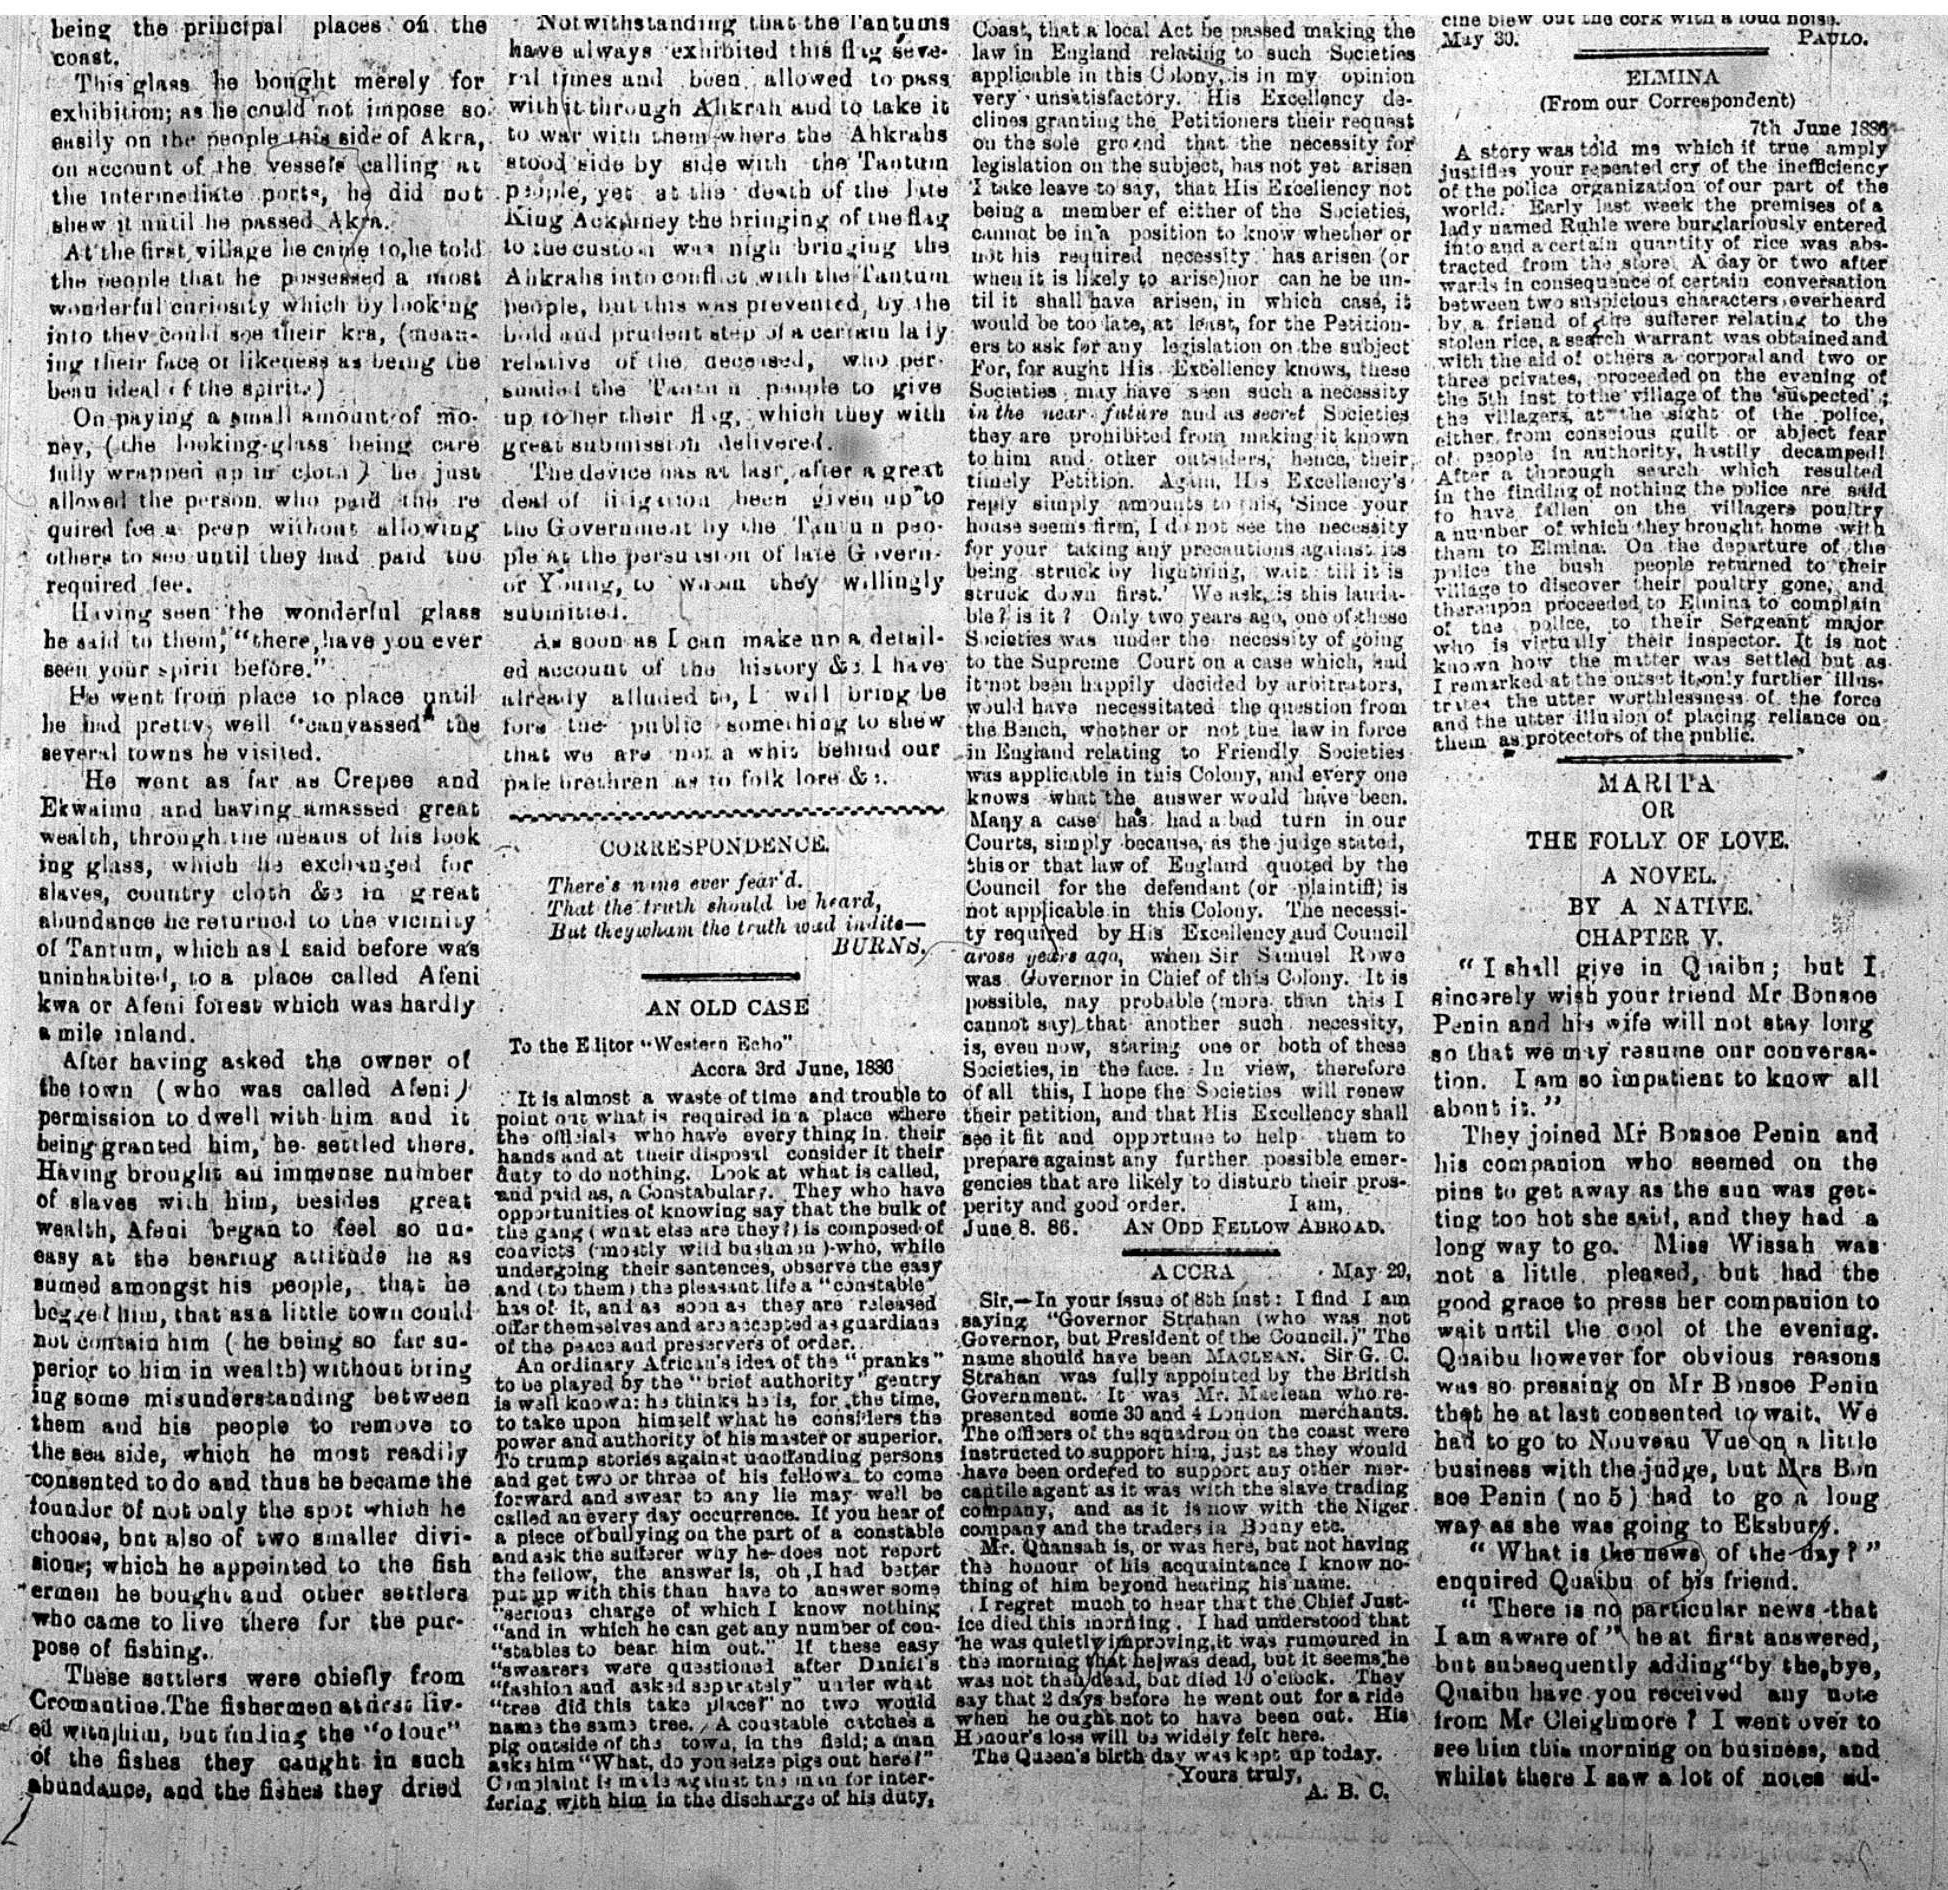 being the principal places on the
coast.
This glass he bought merely for
exhibition; as he could not impose so
easily on the people this side of Akra,
on account of the vessels calling at
the intermediate ports, he did not
shew it until he passed Akra.
At the first village he came to, he told
the people that he possessed a most
wonderful curiosity which by looking
into they could see their kra, (mean-
ing their face or likeness as being the
beau ideal of the spirit.)
On paying a small amount of mo-
ney, (the looking-glass being care
fully wrapped up in cloth) he just
allowed the person who paid the re
quired fee a peep without allowing
others to see until they had paid the
required fee.
Having seen the wonderful glass
he said to them, "there, have you ever
seen your spirit before."
He went from place to place until
he had pretty well "canvassed" the
several towns he visited.
He went as far as Crepee and
Ekwaimu and having amassed great
wealth, through the means of his look
ing glass, which he exchanged for
slaves, country cloth &c in great
abundance he returned to the vicinity
of Tantum, which as I said before was
uninhabited, to a place called Afeni
kwa or Afeni forest which was hardly
a mile inland.
After having asked the owner of
the town (who was called Afeni)
permission to dwell with him and it
being granted him, he settled there.
Having brought an immense number
of slaves with him, besides great
wealth, Afeni began to feel so un-
easy at the bearing attitude he as
sumed amongst his people, that he
begged him, that as a little town could
not contain him (he being so far su-
perior to him in wealth) without bring
ing some misunderstanding between
them and his people to remove to
the sea side, which he most readily
consented to do and thus he became the
founder of not only the spot which he
choose, but also of two smaller divi-
sions; which he appointed to the fish
ermen he bought and other settlers
who came to live there for the pur-
pose of fishing.
These settlers were chiefly from
Cromantine. The fishermen at first liv-
ed with him, but finding the "olour"
of the fishes they caught in such
abundance, and the fishes they dried
Notwithstanding that the Tantums
have always exhibited this flag seve-
ral times and been allowed to pass
with it through Ahkrah and to take it
to war with them where the Ahkrahs
stood side by side with the Tantum
people, yet at the death of the late
King Ackinney the bringing of the flag
to the custom was nigh bringing the
Ahkrahs into conflict with the Tantum
people, but this was prevented, by the
bold and prudent step of a certain lady
relative of the deceased, who per-
suaded the Tantum people to give
up to her their flag, which they with
great submission delivered.
The device has at last, after a great
deal of litigation been given up to
the Government by the Tantum peo-
ple at the persuasion of late Govern-
or Young, to whom they willingly
submitted.
As soon as I can make up a detail-
ed account of the history &c. I have
already alluded to, I will bring be
fore the public something to shew
that we are not a whit behind our
pale brethren as to folk lore &c.
CORRESPONDENCE.
There's nane ever fear'd.
That the truth should be heard,
But they wham the truth wad indite—
BURNS.
AN OLD CASE
To the Editor "Western Echo"
Accra 3rd June, 1886
It is almost a waste of time and trouble to
point out what is required in a place where
the officials who have every thing in their
hands and at their disposal consider it their
duty to do nothing. Look at what is called,
and paid as, a Constabulary. They who have
opportunities of knowing say that the bulk of
the gang (what else are they?) is composed of
convicts (mostly wild bushmen) who, while
undergoing their sentences, observe the easy
and (to them) the pleasant life a "constable"
has of it, and as soon as they are released
offer themselves and are accepted as guardians
of the peace and preservers of order.
An ordinary African's idea of the "pranks"
to be played by the "brief authority" gentry
is well known: he thinks he is, for the time,
to take upon himself what he considers the
power and authority of his master or superior.
To trump stories against unoffending persons
and get two or three of his fellows to come
forward and swear to any lie may well be
called an every day occurrence. If you hear of
a piece of bullying on the part of a constable
and ask the sufferer why he does not report
the fellow, the answer is, oh, I had better
put up with this than have to answer some
"serious charge of which I know nothing
"and in which he can get any number of con-
"stables to bear him out." If these easy
"swearers were questioned after Daniel's
"fashion and asked separately" under what
"tree did this take place?" no two would
name the same tree. A constable catches a
pig outside of the town, in the field; a man
asks him "What, do you seize pigs out here?"
Complaint is made against the man for inter-
fering with him in the discharge of his duty,
Coast, that a local Act be passed making the
law in England relating to such Societies
applicable in this Colony, is in my opinion
very unsatisfactory. His Excellency de-
clines granting the Petitioners their request
on the sole ground that the necessity for
legislation on the subject, has not yet arisen
I take leave to say, that His Excellency not
being a member of either of the Societies,
cannot be in a position to know whether or
not his required necessity has arisen (or
when it is likely to arise) nor can he be un-
til it shall have arisen, in which case, it
would be too late, at least, for the Petition-
ers to ask for any legislation on the subject
For, for aught His Excellency knows, these
Societies may have seen such a necessity
in the near future and as secret Societies
they are prohibited from making it known
to him and other outsiders, hence, their
timely Petition. Again, His Excellency's
reply simply amounts to this, 'Since your
house seems firm, I do not see the necessity
for your taking any precautions against its
being struck by lightning, wait till it is
struck down first.' We ask, is this lauda-
ble? is it? Only two years ago, one of these
Societies was under the necessity of going
to the Supreme Court on a case which, had
it not been happily decided by arbitrators,
would have necessitated the question from
the Bench, whether or not the law in force
in England relating to Friendly Societies
was applicable in this Colony, and every one
knows what the answer would have been.
Many a case has had a bad turn in our
Courts, simply because, as the judge stated,
this or that law of England quoted by the
Council for the defendant (or plaintiff) is
not applicable in this Colony. The necessi-
ty required by His Excellency and Council
arose years ago, when Sir Samuel Rowe
was Governor in Chief of this Colony. It is
possible, nay probable (more than this I
cannot say) that another such necessity,
is, even now, staring one or both of these
Societies, in the face. In view, therefore
of all this, I hope the Societies will renew
their petition, and that His Excellency shall
see it fit and opportune to help them to
prepare against any further possible emer-
gencies that are likely to disturb their pros-
perity and good order. I am,
June 8. 86. AN ODD FELLOW ABROAD.
ACCRA May 29,
Sir,—In your issue of 8th inst: I find I am
saying "Governor Strahan (who was not
Governor, but President of the Council.)" The
name should have been MACLEAN. Sir G. C.
Strahan was fully appointed by the British
Government. It was Mr. Maclean who re-
presented some 30 and 4 London merchants.
The officers of the squadron on the coast were
instructed to support him, just as they would
have been ordered to support any other mer-
cantile agent as it was with the slave trading
company, and as it is now with the Niger
company and the traders in Bonny etc.
Mr. Quansah is, or was here, but not having
the honour of his acquaintance I know no-
thing of him beyond hearing his name.
I regret much to hear that the Chief Just-
ice died this morning. I had understood that
he was quietly improving, it was rumoured in
the morning that he was dead, but it seems he
was not then dead, but died 10 o'clock. They
say that 2 days before he went out for a ride
when he ought not to have been out. His
Honour's loss will be widely felt here.
The Queen's birth day was kept up today.
Yours truly,
A. B. C.
cine blew out the cork with a loud noise.
May 30. PAULO.
ELMINA
(From our Correspondent)
7th June 1886
A story was told me which if true amply
justifies your repeated cry of the inefficiency
of the police organization of our part of the
world. Early last week the premises of a
lady named Ruhle were burglariously entered
into and a certain quantity of rice was abs-
tracted from the store. A day or two after
wards in consequence of certain conversation
between two suspicious characters overheard
by a friend of the sufferer relating to the
stolen rice, a search warrant was obtained and
with the aid of others a corporal and two or
three privates, proceeded on the evening of
the 5th inst to the village of the 'suspected';
the villagers, at the sight of the police,
either from conscious guilt or abject fear
of people in authority, hastily decamped!
After a thorough search which resulted
in the finding of nothing the police are said
to have fallen on the villagers poultry
a number of which they brought home with
them to Elmina. On the departure of the
police the bush people returned to their
village to discover their poultry gone, and
thereupon proceeded to Elmina to complain
of the police, to their Sergeant major
who is virtually their inspector. It is not
known how the matter was settled but as
I remarked at the outset it only further illus-
trates the utter worthlessness of the force
and the utter illusion of placing reliance on
them as protectors of the public.
MARITA
OR
THE FOLLY OF LOVE.
A NOVEL.
BY A NATIVE.
CHAPTER V.
"I shall give in Quaibu; but I
sincerely wish your friend Mr Bonsoe
Penin and his wife will not stay long
so that we may resume our conversa-
tion. I am so impatient to know all
about it."
They joined Mr Bonsoe Penin and
his companion who seemed on the
pins to get away as the sun was get-
ting too hot she said, and they had a
long way to go. Miss Wissah was
not a little pleased, but had the
good grace to press her companion to
wait until the cool of the evening.
Quaibu however for obvious reasons
was so pressing on Mr Bonsoe Penin
that he at last consented to wait. We
had to go to Nouveau Vue on a little
business with the judge, but Mrs Bon
soe Penin (no 5) had to go a long
way as she was going to Eksbury.
"What is the news of the day?"
enquired Quaibu of his friend.
"There is no particular news that
I am aware of" he at first answered,
but subsequently adding "by the bye,
Quaibu have you received any note
from Mr Cleighmore? I went over to
see him this morning on business, and
whilst there I saw a lot of notes ad-